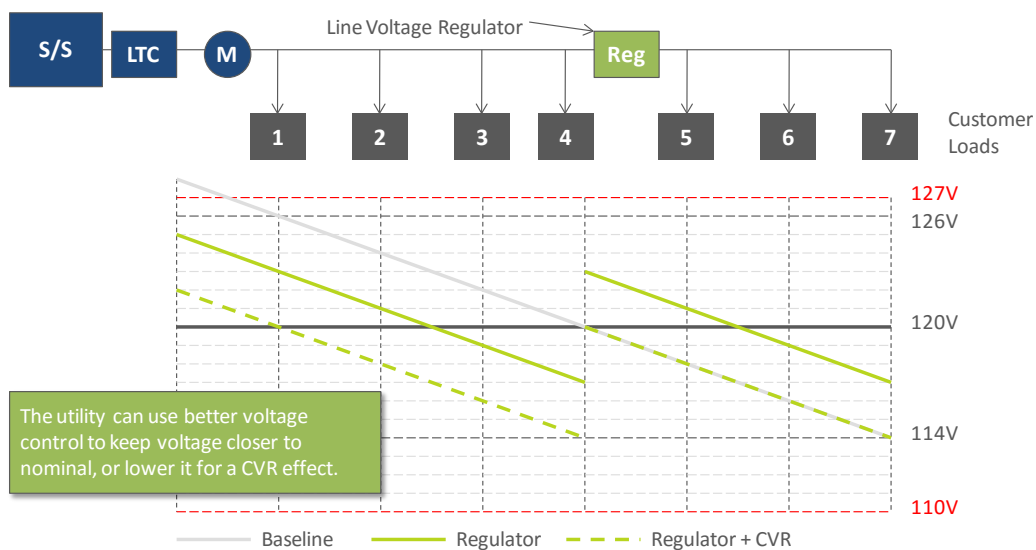 Line Voltage Regulator
S/S
LTC
M
Reg
1
2
3
4
5
6
7
Customer
Loads
127V
126V
120V
114V
110V
The utility can use better voltage
control to keep voltage closer to
nominal, or lower it for a CVR effect.
Baseline
Regulator
Regulator + CVR